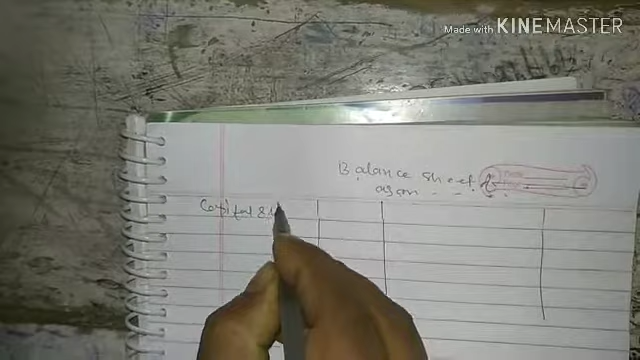 Made with KINEMASTER
Balance Sheet
as on - - -
Capital &